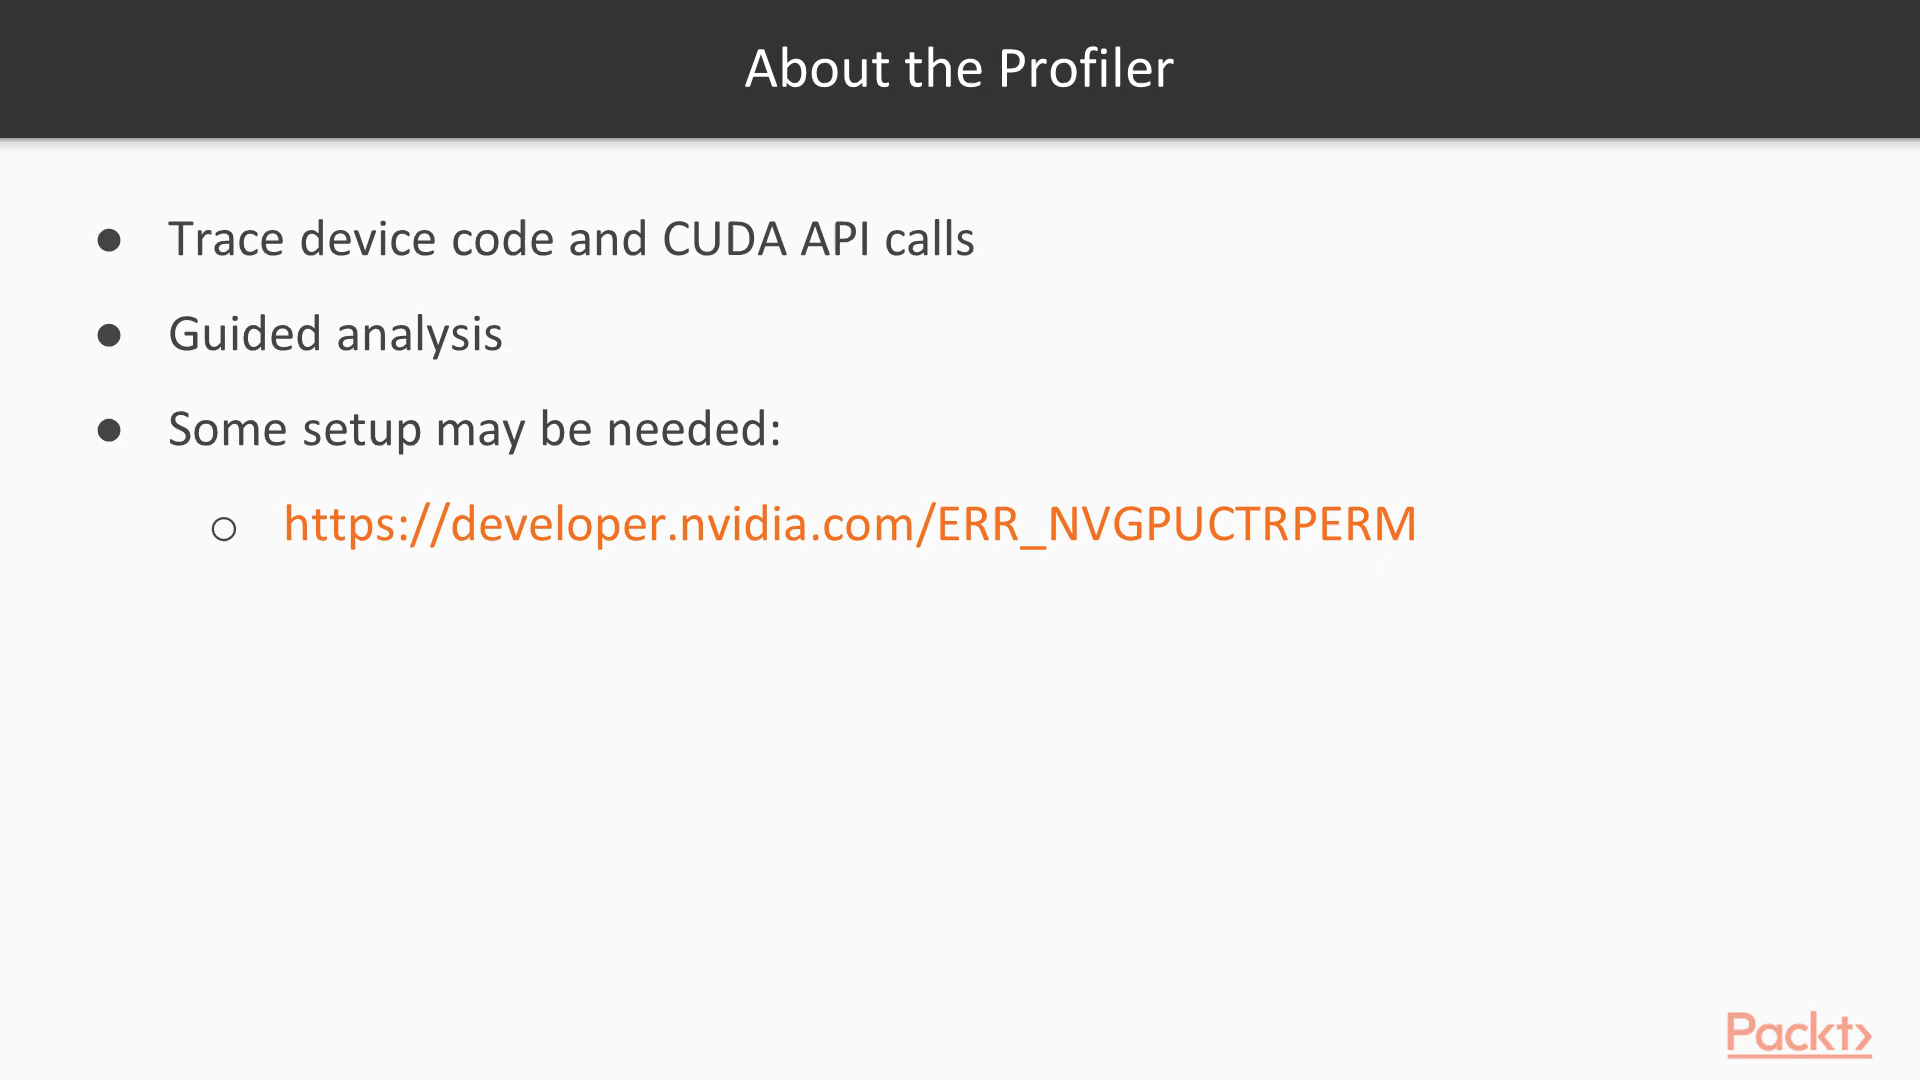 About the Profiler
● Trace device code and CUDA API calls
● Guided analysis
● Some setup may be needed:
○ https://developer.nvidia.com/ERR_NVGPUCTRPERM
Packt>